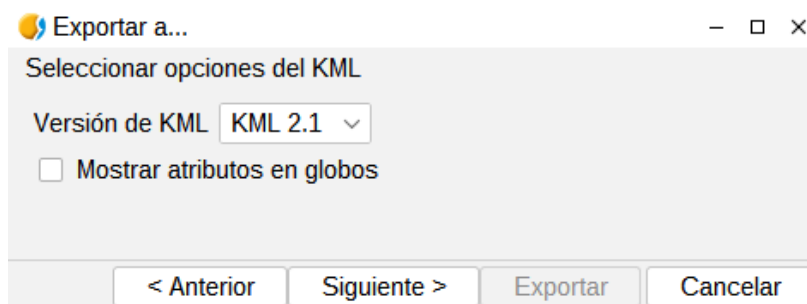 Exportar a...
Seleccionar opciones del KML
Versión de KML KML 2.1
Mostrar atributos en globos
< Anterior Siguiente > Exportar Cancelar